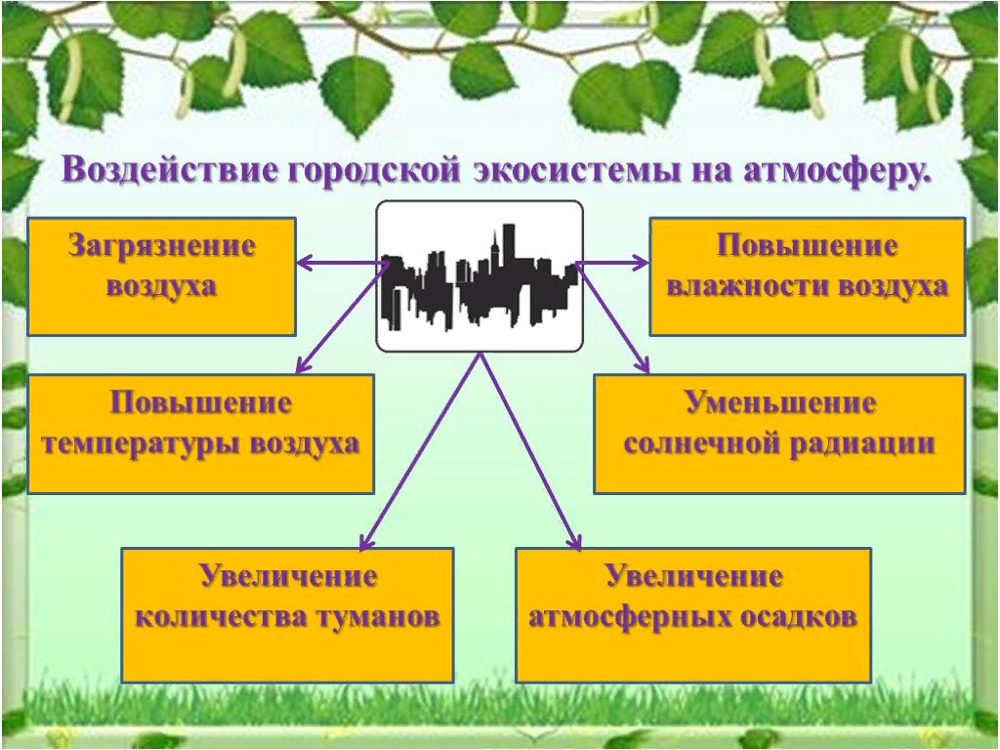 Воздействие городской экосистемы на атмосферу.
Загрязнение
воздуха
Повышение
влажности воздуха
Повышение
температуры воздуха
Уменьшение
солнечной радиации
Увеличение
количества туманов
Увеличение
атмосферных осадков